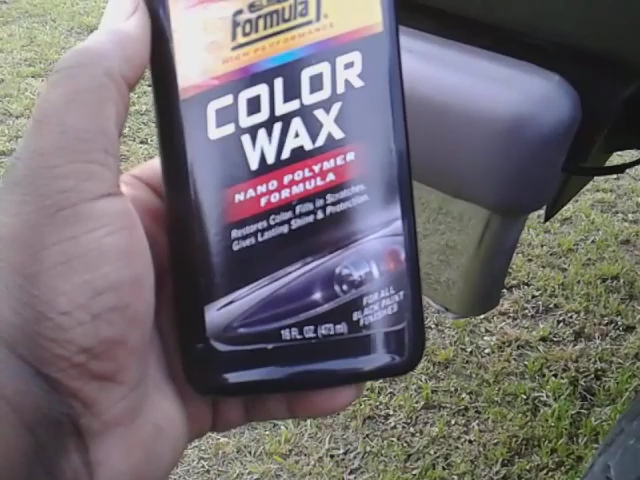 Formula 1
HIGH PERFORMANCE
COLOR
WAX
NANO POLYMER
FORMULA
Restores Color. Fills in Scratches.
Gives Lasting Shine & Protection.
FOR ALL
BLACK PAINT
FINISHES
16 FL. OZ. (473 ml)